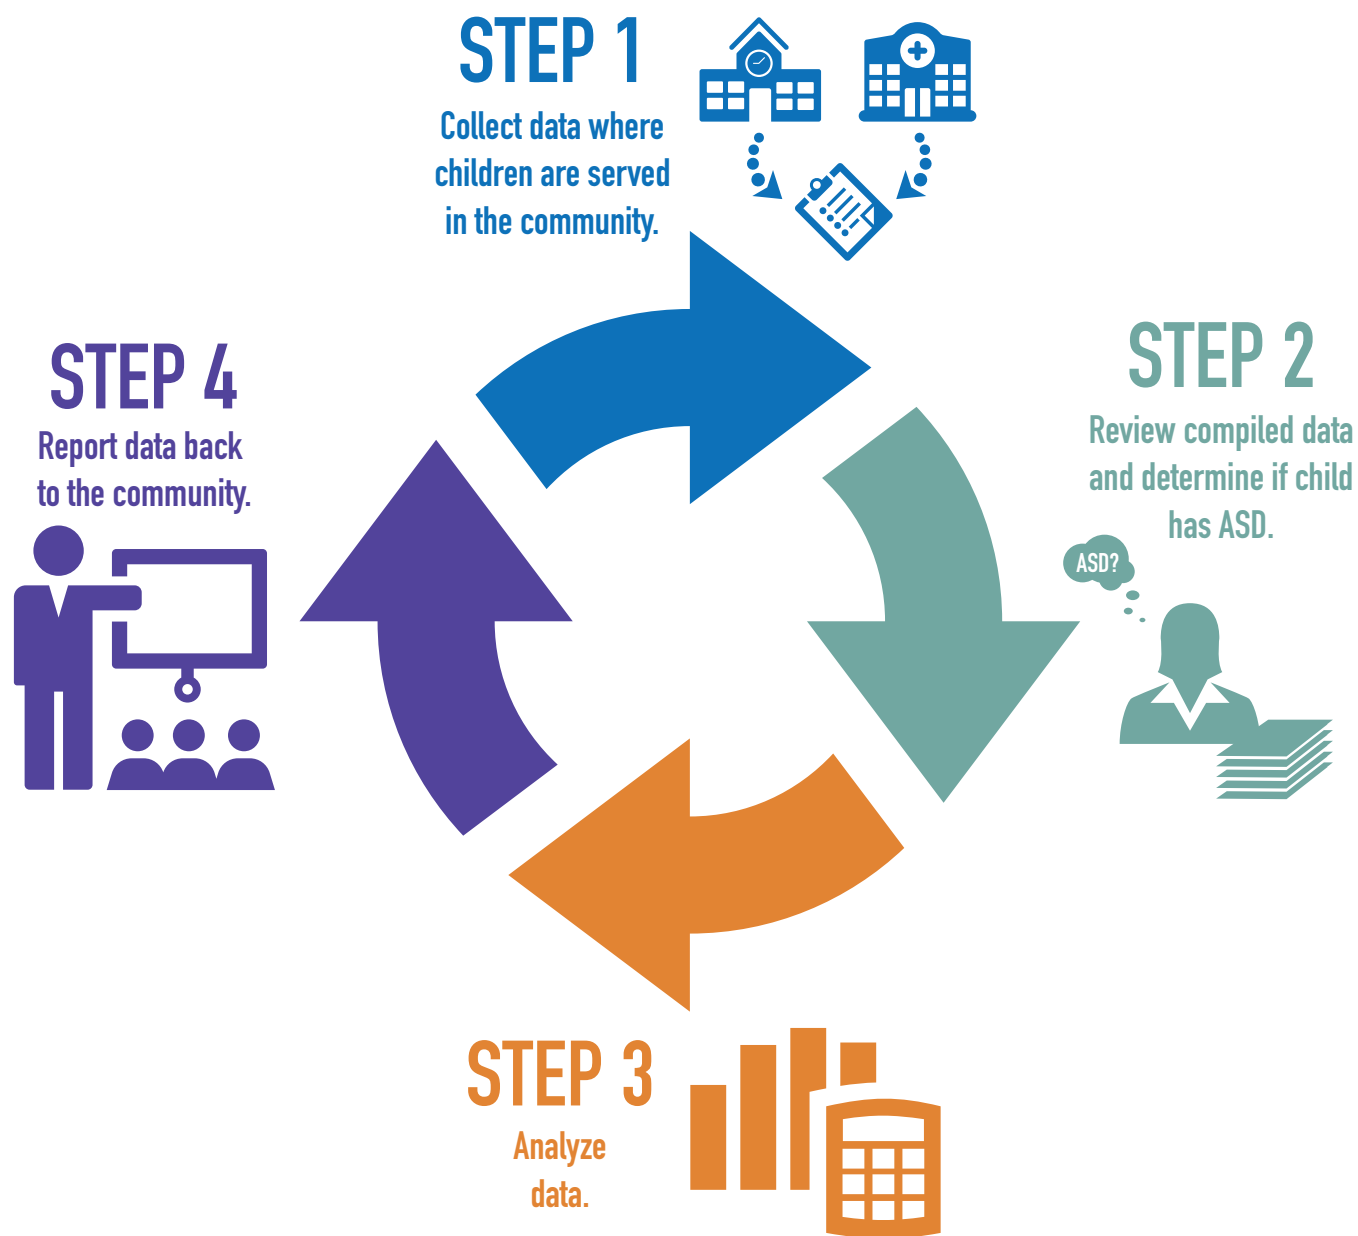 STEP 1
Collect data where
children are served
in the community.
STEP 2
Review compiled data
and determine if child
has ASD.
ASD?
STEP 3
Analyze
data.
STEP 4
Report data back
to the community.